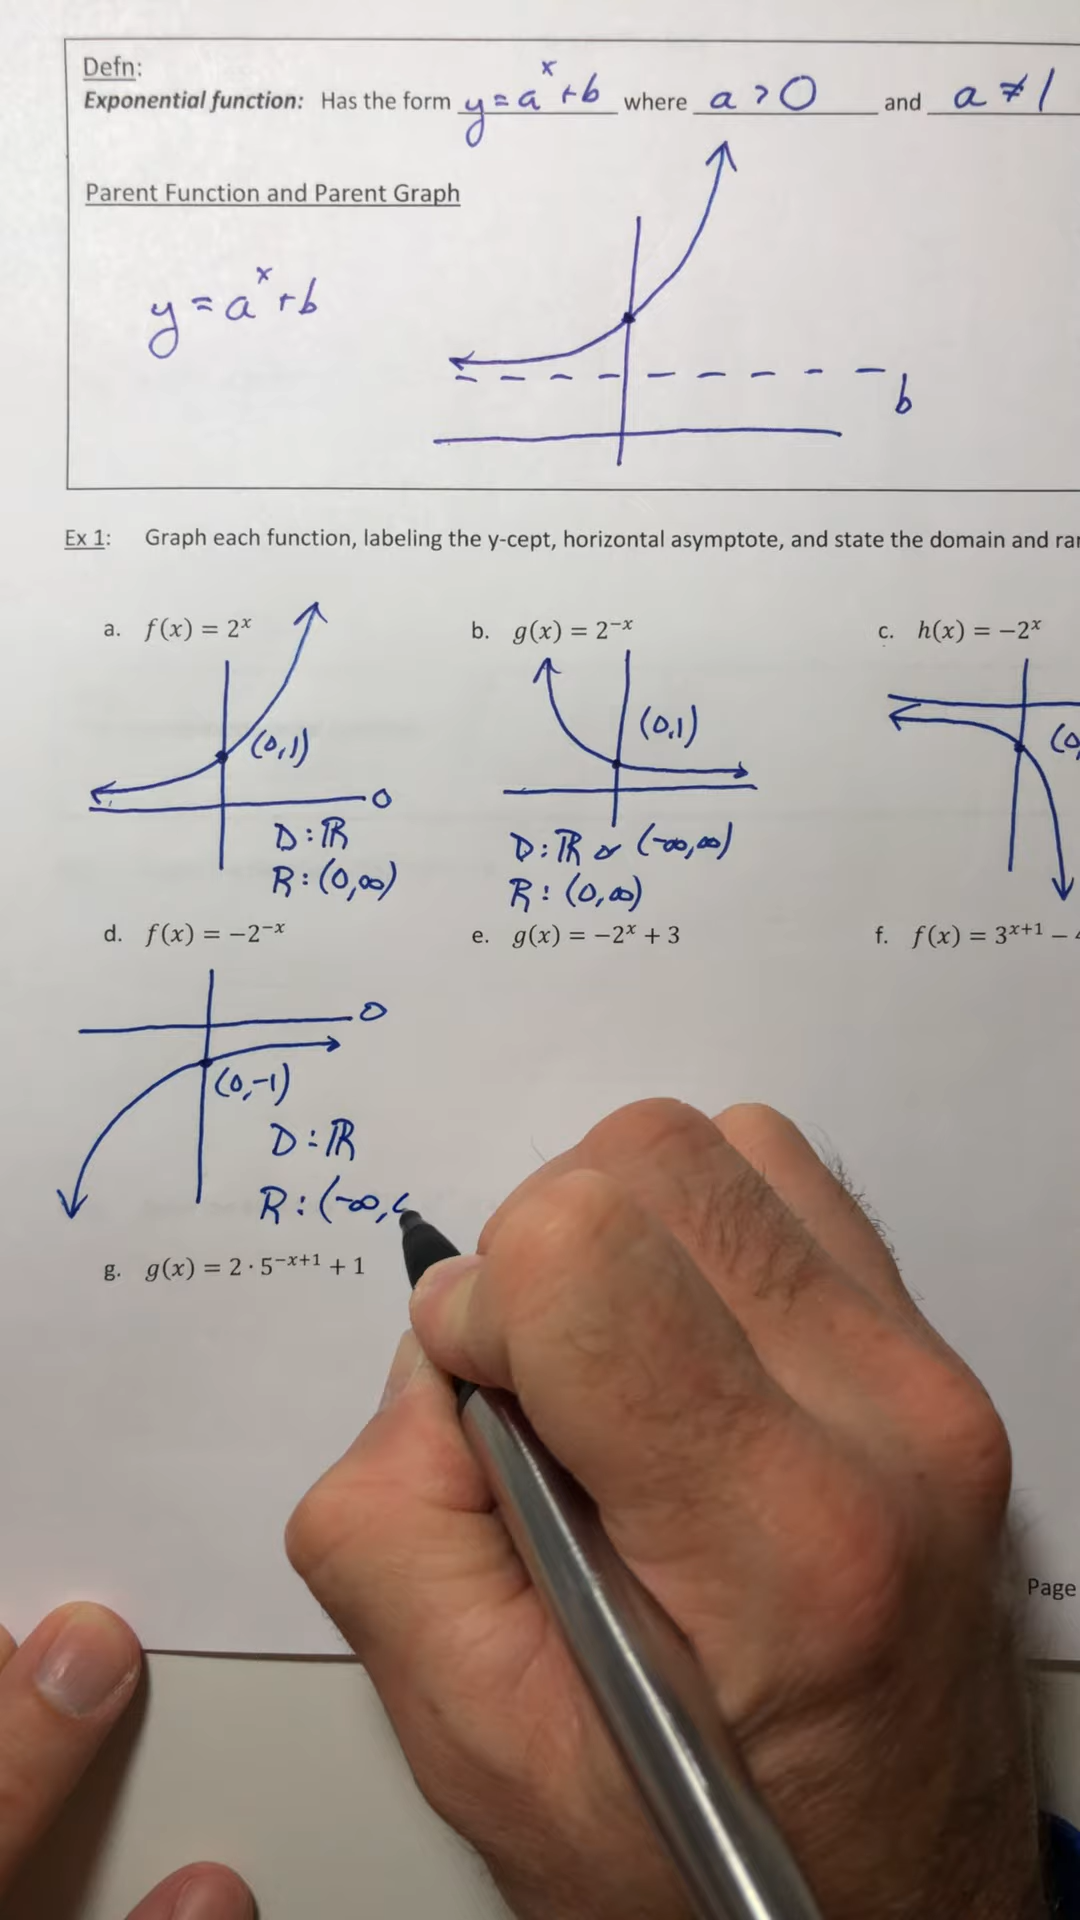 Defn:
Exponential function: Has the form y = a^x + b where a > 0 and a ≠ 1
Parent Function and Parent Graph
y = a^x + b
b
Ex 1: Graph each function, labeling the y-cept, horizontal asymptote, and state the domain and
a. f(x) = 2^x
(0,1)
0
D: ℝ
R: (0,∞)
b. g(x) = 2^−x
(0,1)
D: ℝ or (-∞,∞)
R: (0,∞)
c. h(x) = −2^x
(0,
d. f(x) = −2^−x
0
(0,-1)
D: ℝ
R: (-∞,
e. g(x) = −2^x + 3
f. f(x) = 3^x+1 −
g. g(x) = 2 · 5^−x+1 + 1
Page